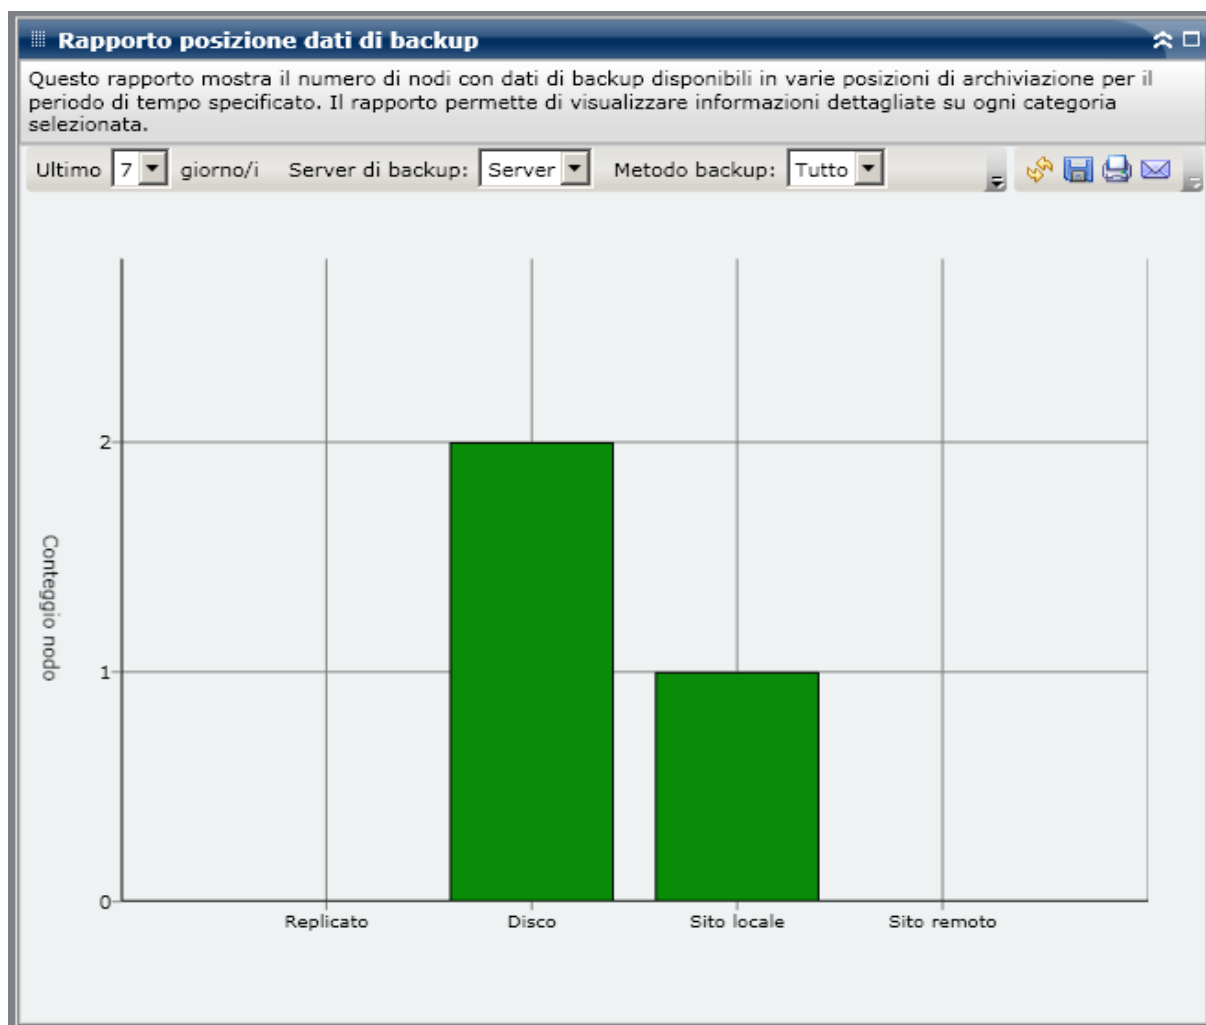 Rapporto posizione dati di backup
Questo rapporto mostra il numero di nodi con dati di backup disponibili in varie posizioni di archiviazione per il
periodo di tempo specificato. Il rapporto permette di visualizzare informazioni dettagliate su ogni categoria
selezionata.
Ultimo 7 giorno/i Server di backup: Server Metodo backup: Tutto
2
Conteggio nodo
1
0
Replicato Disco Sito locale Sito remoto